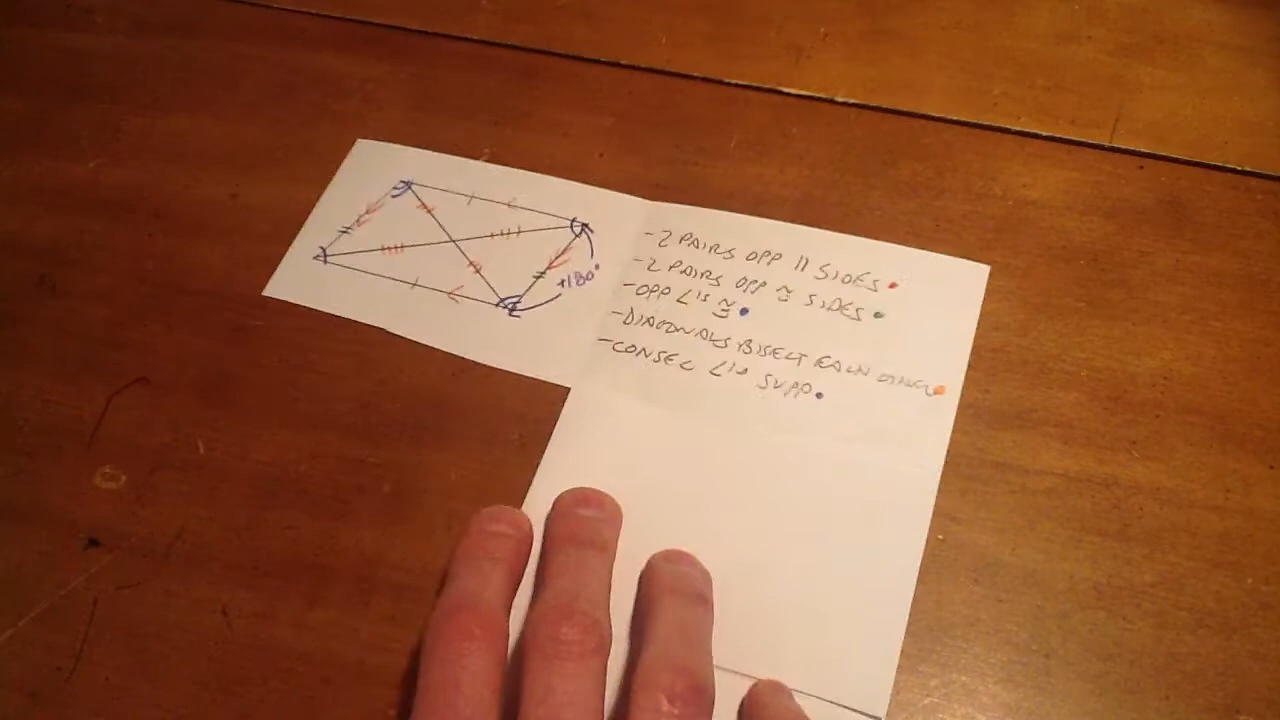 +180°
-2 PAIRS OPP || SIDES
-2 PAIRS OPP ≅ SIDES
-OPP ∠'S ≅
-DIAGONALS BISECT EACH OTHER
-CONSEC ∠'S SUPP.